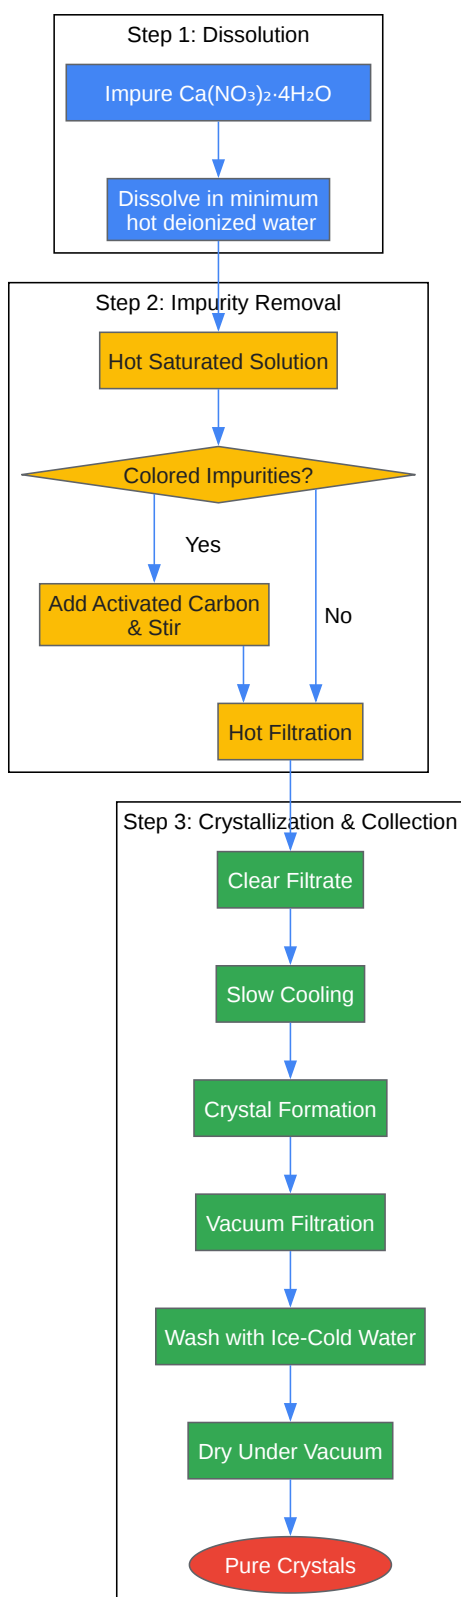 Step 1: Dissolution
Impure Ca(NO₃)₂·4H₂O
Dissolve in minimum
hot deionized water
Step 2: Impurity Removal
Hot Saturated Solution
Colored Impurities?
Yes
Add Activated Carbon
& Stir
No
Hot Filtration
Step 3: Crystallization & Collection
Clear Filtrate
Slow Cooling
Crystal Formation
Vacuum Filtration
Wash with Ice-Cold Water
Dry Under Vacuum
Pure Crystals